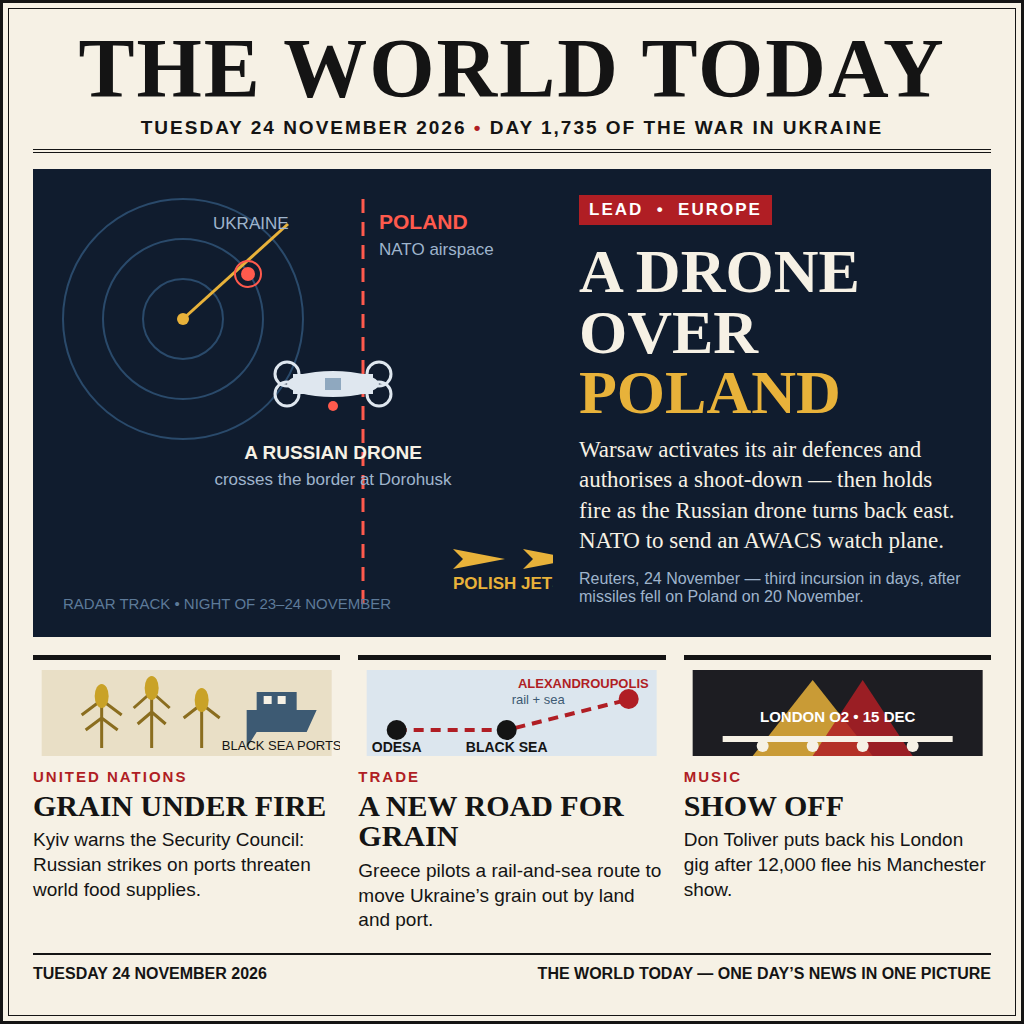 THE WORLD TODAY
TUESDAY 24 NOVEMBER 2026 • DAY 1,735 OF THE WAR IN UKRAINE
UKRAINE
POLAND
NATO airspace
A RUSSIAN DRONE
crosses the border at Dorohusk
POLISH JET
RADAR TRACK • NIGHT OF 23–24 NOVEMBER
LEAD • EUROPE
A DRONE
OVER
POLAND
Warsaw activates its air defences and
authorises a shoot-down — then holds
fire as the Russian drone turns back east.
NATO to send an AWACS watch plane.
Reuters, 24 November — third incursion in days, after
missiles fell on Poland on 20 November.
BLACK SEA PORTS
UNITED NATIONS
GRAIN UNDER FIRE
Kyiv warns the Security Council:
Russian strikes on ports threaten
world food supplies.
ALEXANDROUPOLIS
rail + sea
ODESA
BLACK SEA
TRADE
A NEW ROAD FOR
GRAIN
Greece pilots a rail-and-sea route to
move Ukraine’s grain out by land
and port.
LONDON O2 • 15 DEC
MUSIC
SHOW OFF
Don Toliver puts back his London
gig after 12,000 flee his Manchester
show.
TUESDAY 24 NOVEMBER 2026
THE WORLD TODAY — ONE DAY’S NEWS IN ONE PICTURE